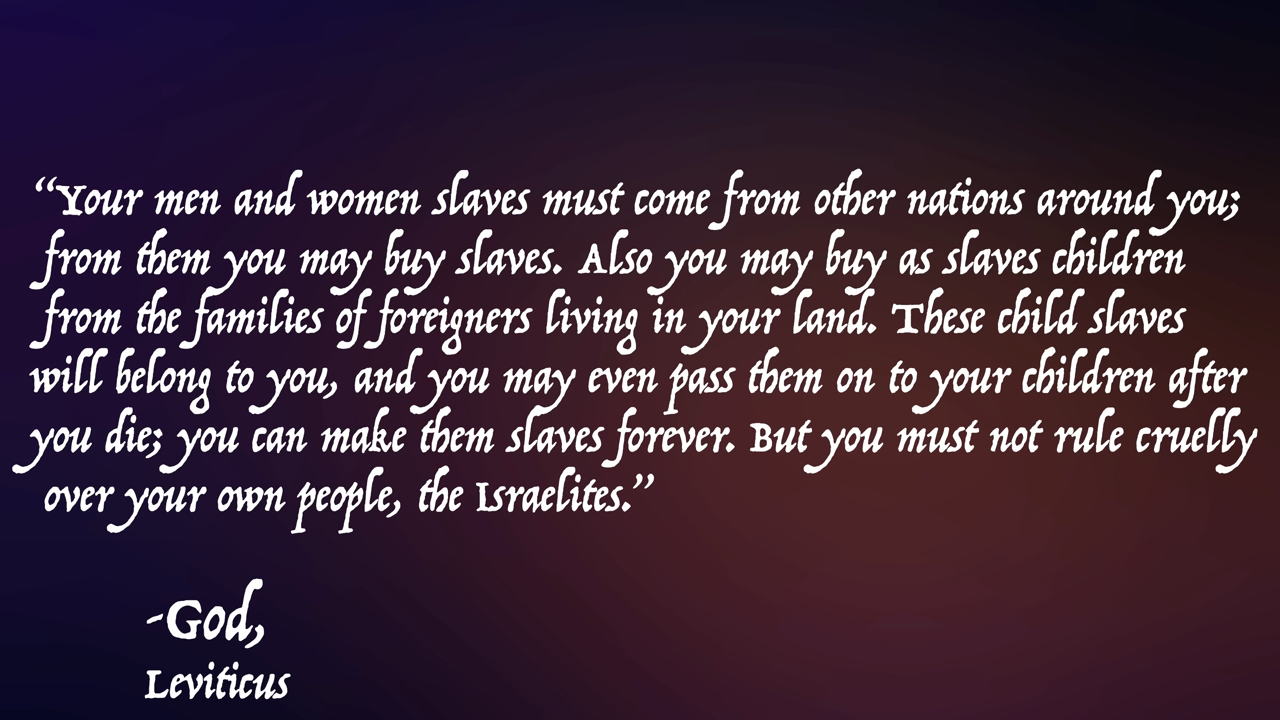 “Your men and women slaves must come from other nations around you;
from them you may buy slaves. Also you may buy as slaves children
from the families of foreigners living in your land. These child slaves
will belong to you, and you may even pass them on to your children after
you die; you can make them slaves forever. But you must not rule cruelly
over your own people, the Israelites.”
-God,
Leviticus